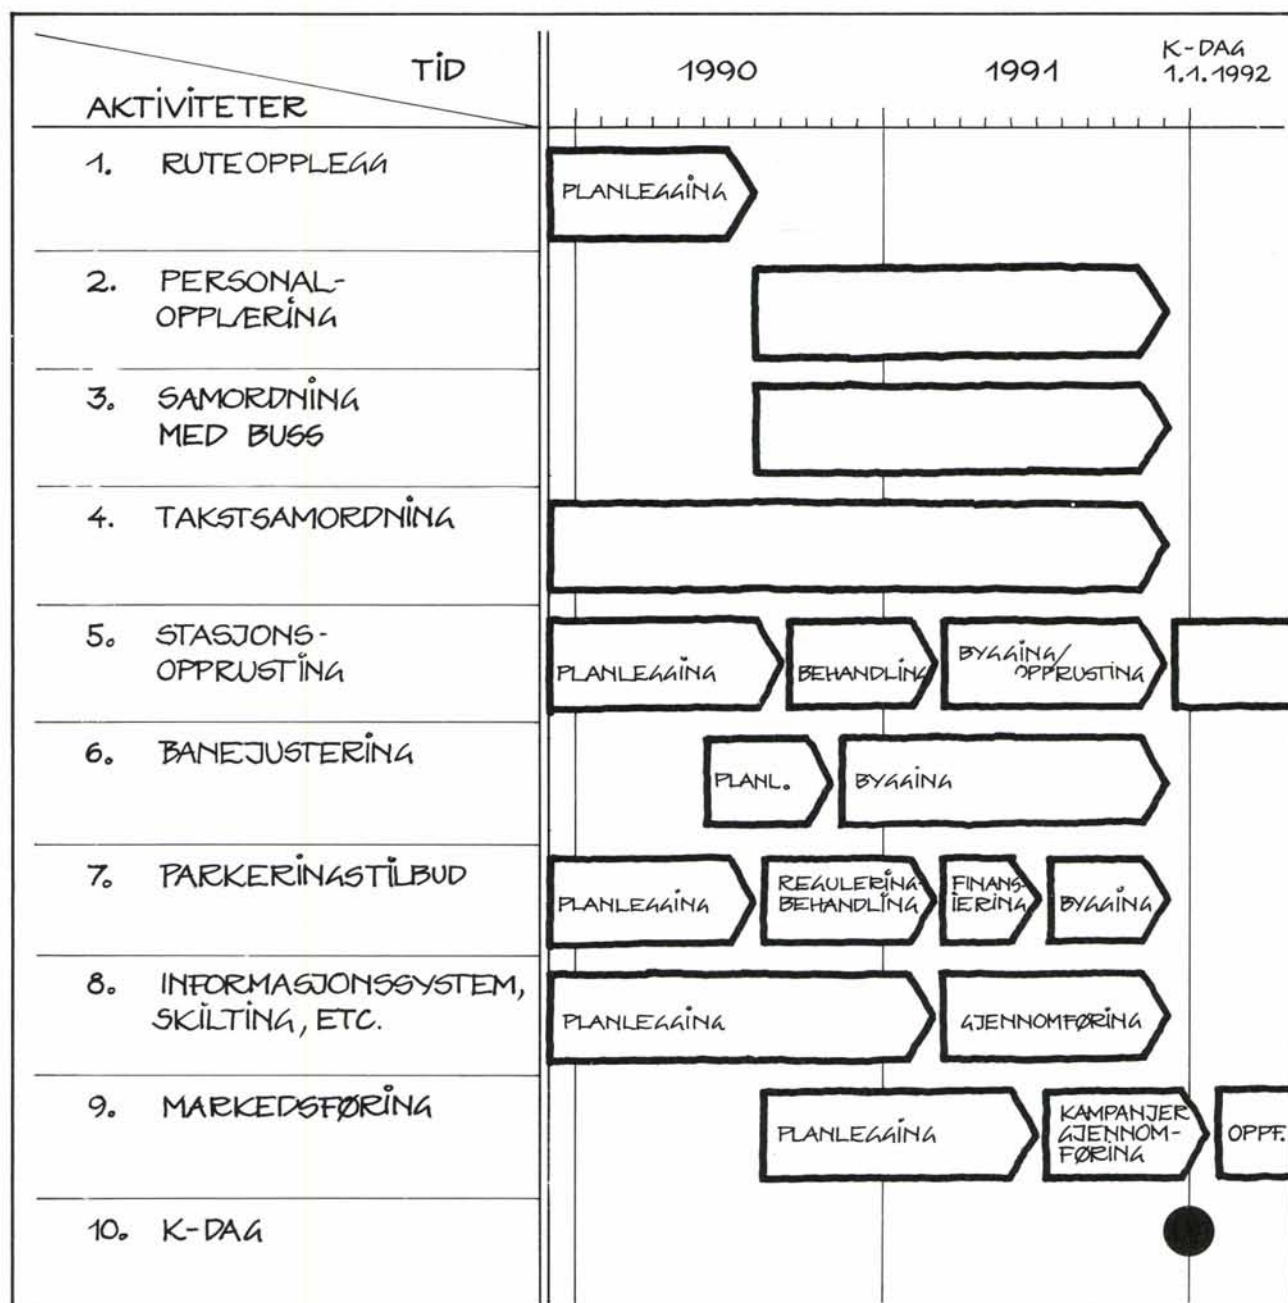 TID
AKTIVITETER
1990
1991
K-DAG
1.1.1992
1. RUTEOPPLEGG
PLANLEGGING
2. PERSONAL-
OPPLÆRING
3. SAMORDNING
MED BUSS
4. TAKSTSAMORDNING
5. STASJONS-
OPPRUSTING
PLANLEGGING
BEHANDLING
BYGGING/
OPPRUSTING
6. BANEJUSTERING
PLANL.
BYGGING
7. PARKERINGSTILBUD
PLANLEGGING
REGULERING-
BEHANDLING
FINANS-
IERING
BYGGING
8. INFORMASJONSSYSTEM,
SKILTING, ETC.
PLANLEGGING
GJENNOMFØRING
9. MARKEDSFØRING
PLANLEGGING
KAMPANJER
GJENNOM-
FØRING
OPPF.
10. K-DAG